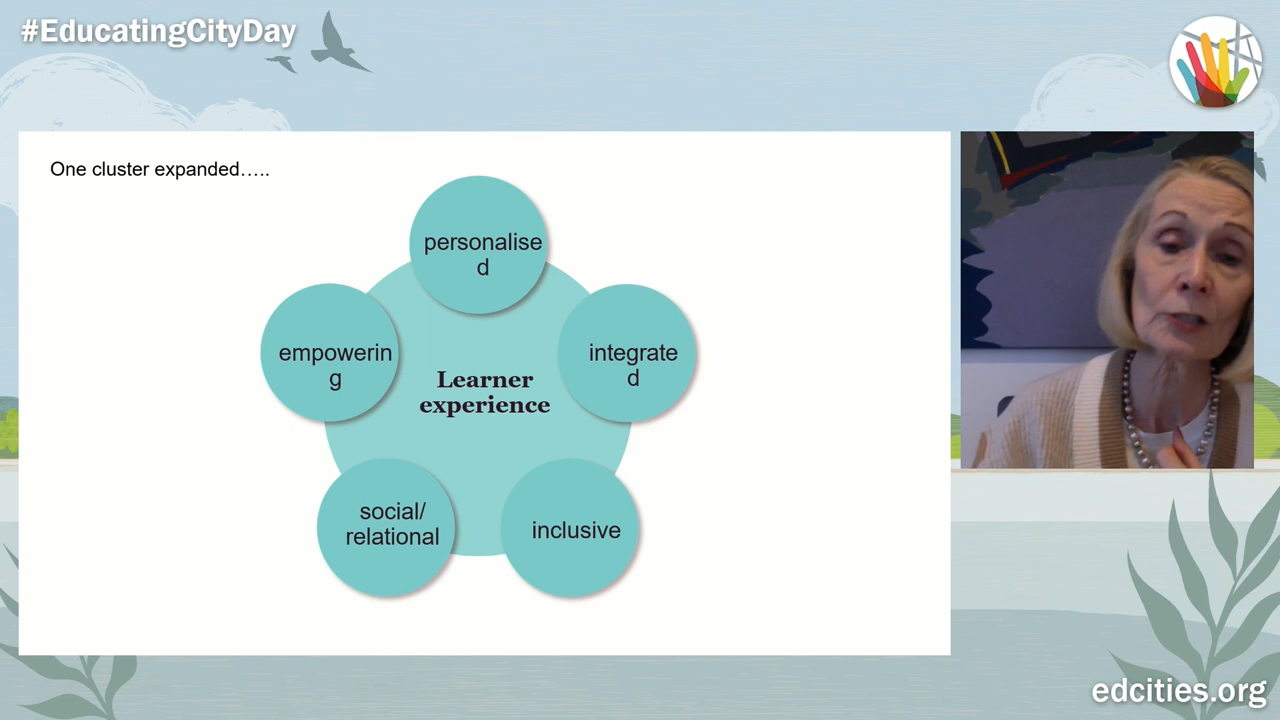 #EducatingCityDay
One cluster expanded.....
personalise
d
empowerin
g
integrate
d
Learner
experience
social/
relational
inclusive
edcities.org